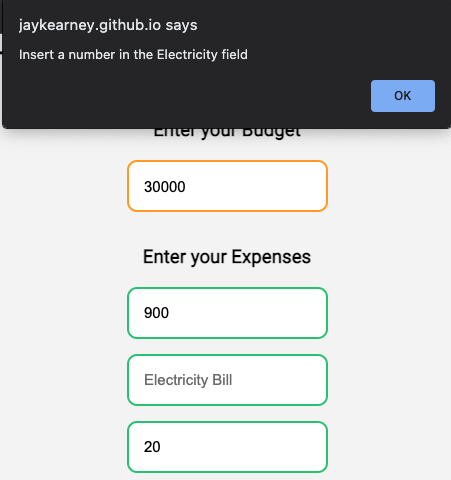 jaykearney.github.io says
Insert a number in the Electricity field
OK
Enter your Budget
30000
Enter your Expenses
900
Electricity Bill
20